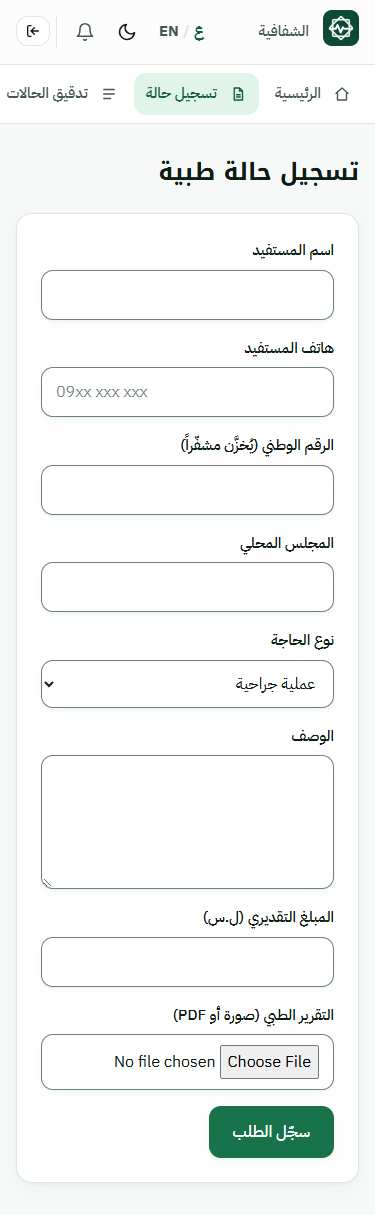 الشفافية
ع / EN
الرئيسية
تسجيل حالة
تدقيق الحالات
تسجيل حالة طبية
اسم المستفيد
هاتف المستفيد
09xx xxx xxx
الرقم الوطني (يُخزَّن مشفّراً)
المجلس المحلي
نوع الحاجة
عملية جراحية
الوصف
المبلغ التقديري (ل.س)
التقرير الطبي (صورة أو PDF)
Choose File No file chosen
سجّل الطلب